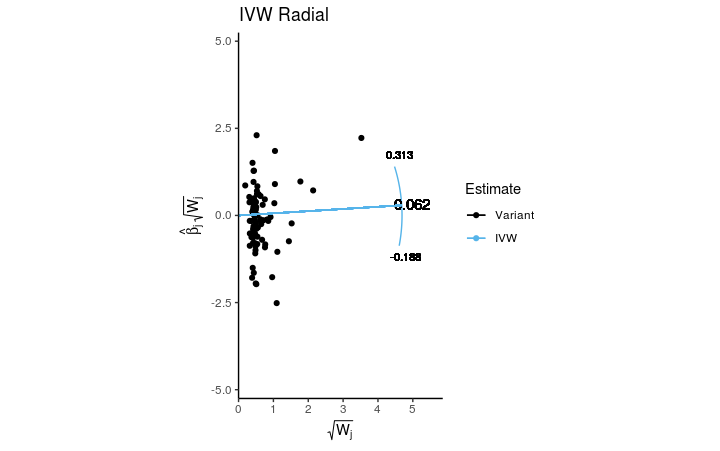 IVW Radial
5.0
2.5
0.0
-2.5
-5.0
β̂j√Wj
0.313
0.062
-0.188
0 1 2 3 4 5
√Wj
Estimate
Variant
IVW